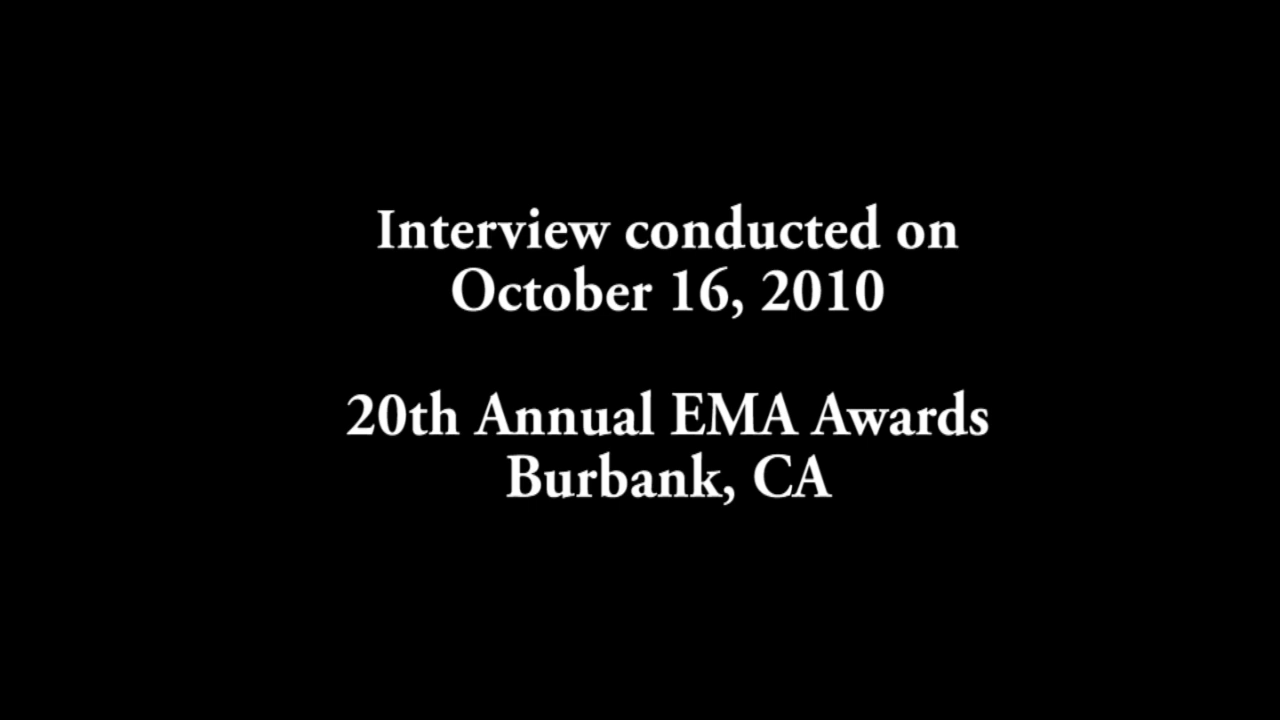 Interview conducted on
October 16, 2010
20th Annual EMA Awards
Burbank, CA